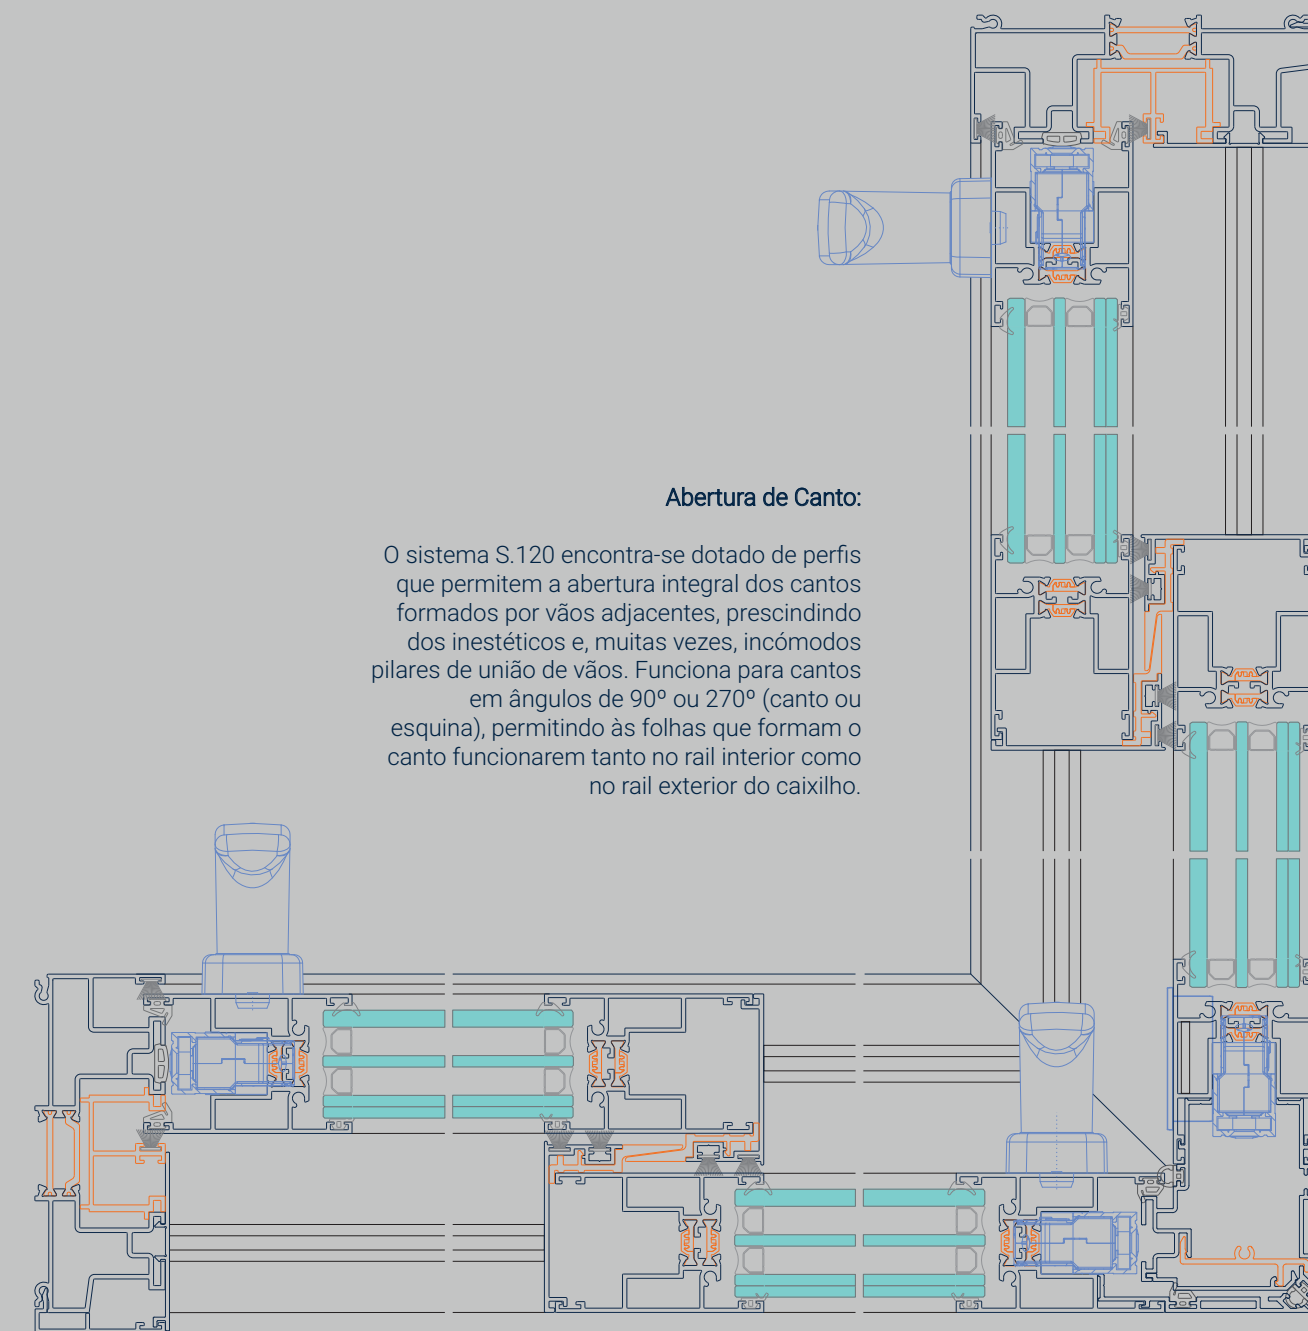 Abertura de Canto:
O sistema S.120 encontra-se dotado de perfis
que permitem a abertura integral dos cantos
formados por vãos adjacentes, prescindindo
dos inestéticos e, muitas vezes, incómodos
pilares de união de vãos. Funciona para cantos
em ângulos de 90º ou 270º (canto ou
esquina), permitindo às folhas que formam o
canto funcionarem tanto no rail interior como
no rail exterior do caixilho.